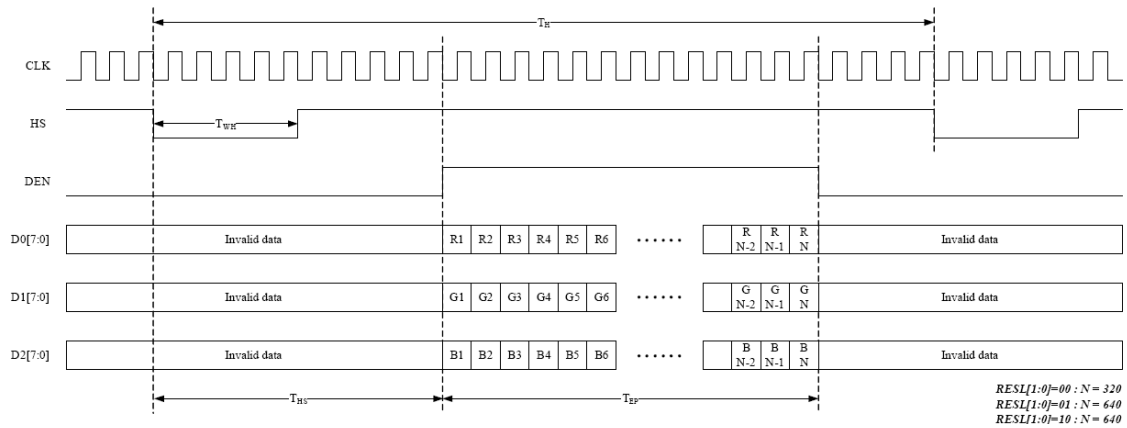 TH
CLK
TWH
HS
DEN
D0[7:0] Invalid data R1 R2 R3 R4 R5 R6 ...... R N-2 R N-1 R N Invalid data
D1[7:0] Invalid data G1 G2 G3 G4 G5 G6 ...... G N-2 G N-1 G N Invalid data
D2[7:0] Invalid data B1 B2 B3 B4 B5 B6 ...... B N-2 B N-1 B N Invalid data
THS TEP
RESL[1:0]=00 : N = 320
RESL[1:0]=01 : N = 640
RESL[1:0]=10 : N = 640